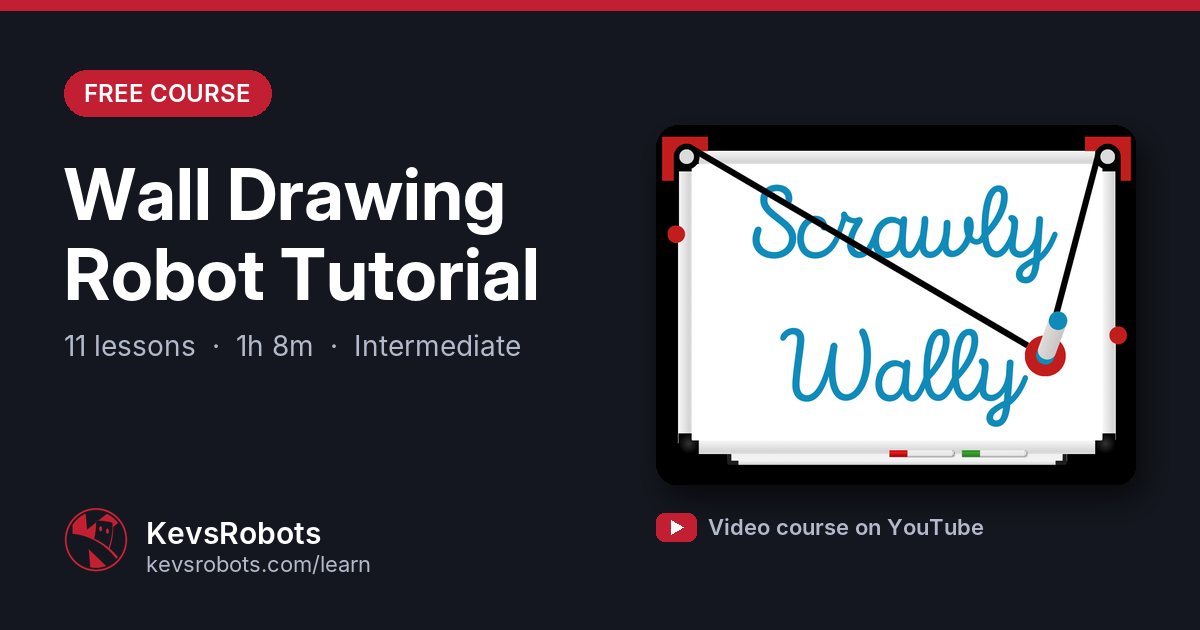 FREE COURSE
Wall Drawing
Robot Tutorial
11 lessons · 1h 8m · Intermediate
Scrawly
Wally
KevsRobots
kevsrobots.com/learn
Video course on YouTube